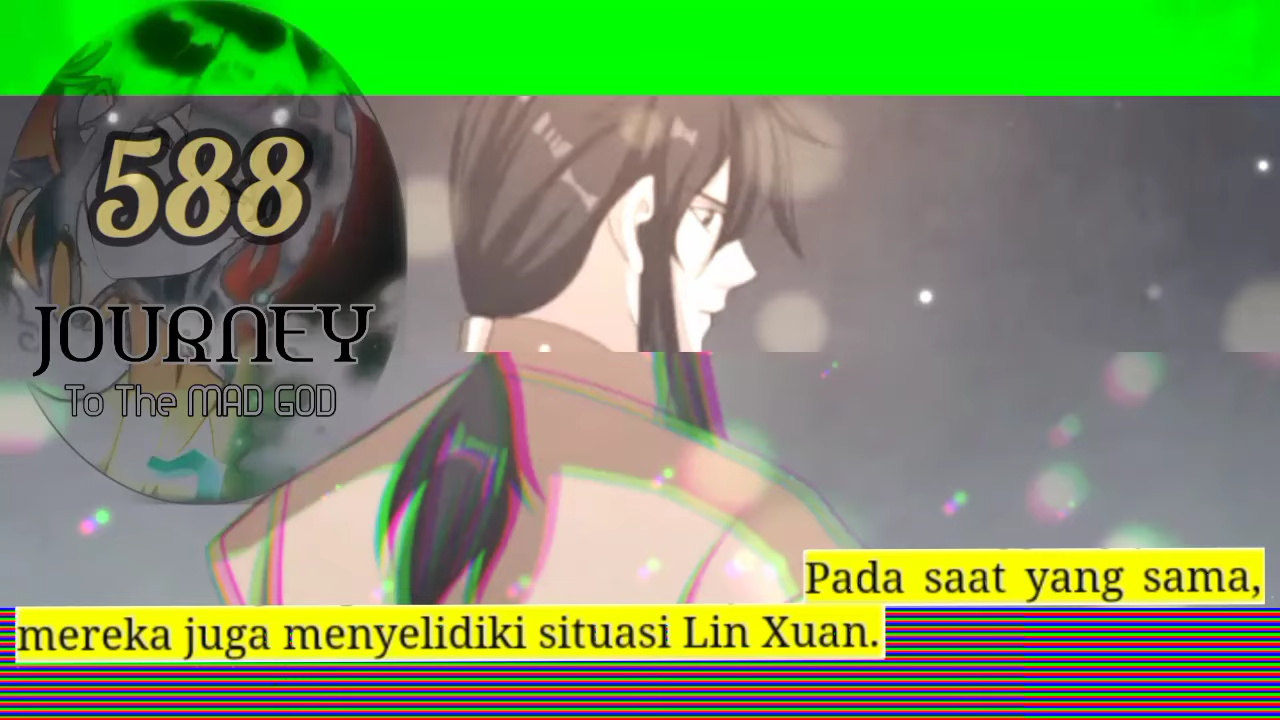 588
JOURNEY
To The MAD GOD
Pada saat yang sama,
mereka juga menyelidiki situasi Lin Xuan.